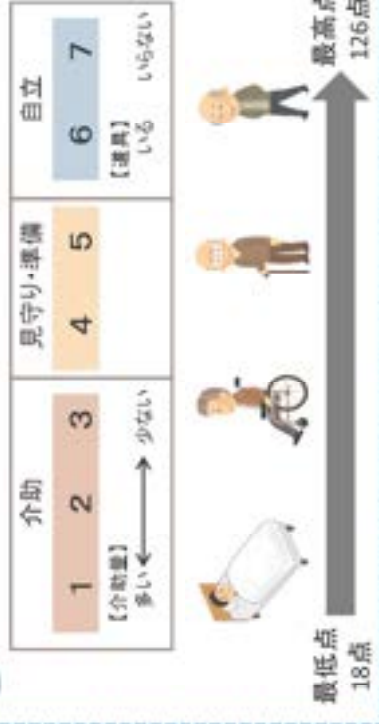 介助
見守り・準備
自立
1 2 3
4 5
6 7
【介助量】
多い 少ない
【道具】
いる いらない
最低点
18点
最高点
126点